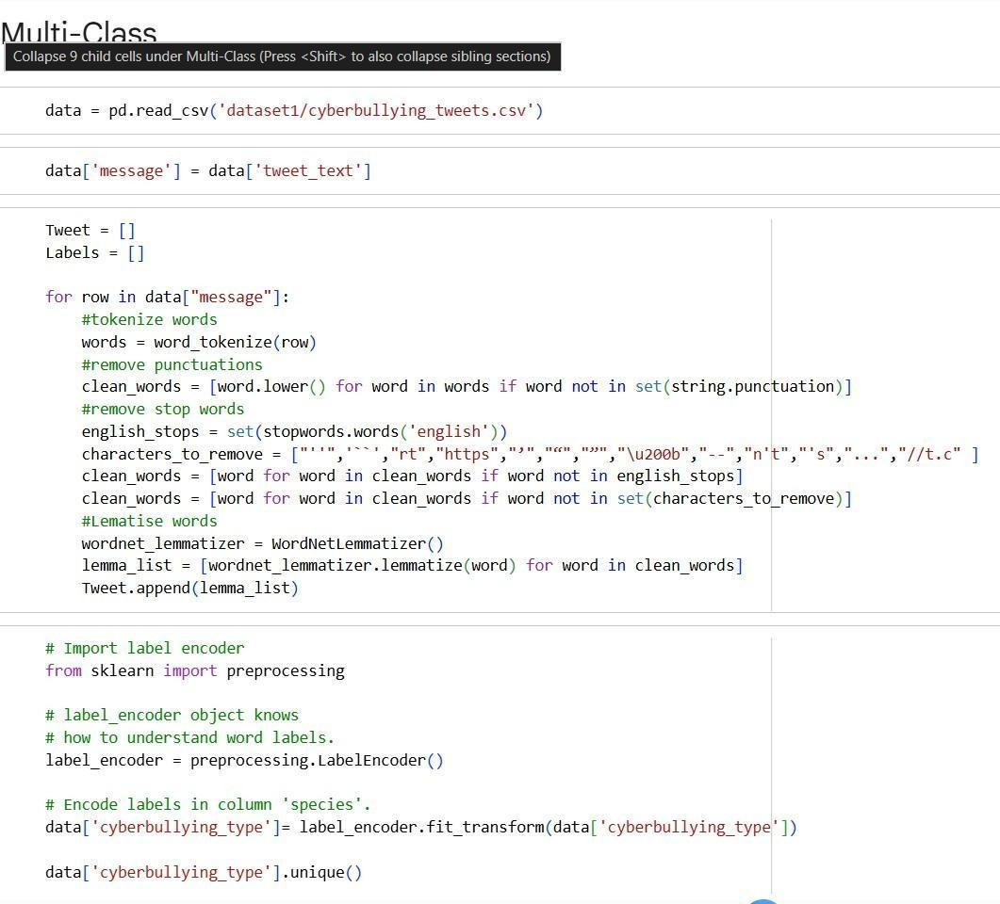 Multi-Class
Collapse 9 child cells under Multi-Class (Press <Shift> to also collapse sibling sections)
data = pd.read_csv('dataset1/cyberbullying_tweets.csv')
data['message'] = data['tweet_text']
Tweet = []
Labels = []
for row in data["message"]:
#tokenize words
words = word_tokenize(row)
#remove punctuations
clean_words = [word.lower() for word in words if word not in set(string.punctuation)]
#remove stop words
english_stops = set(stopwords.words('english'))
characters_to_remove = ["''",'``',"rt","https","’","“","”","\u200b","--","n't","'s","...","//t.c" ]
clean_words = [word for word in clean_words if word not in english_stops]
clean_words = [word for word in clean_words if word not in set(characters_to_remove)]
#Lematise words
wordnet_lemmatizer = WordNetLemmatizer()
lemma_list = [wordnet_lemmatizer.lemmatize(word) for word in clean_words]
Tweet.append(lemma_list)
# Import label encoder
from sklearn import preprocessing
# label_encoder object knows
# how to understand word labels.
label_encoder = preprocessing.LabelEncoder()
# Encode labels in column 'species'.
data['cyberbullying_type']= label_encoder.fit_transform(data['cyberbullying_type'])
data['cyberbullying_type'].unique()